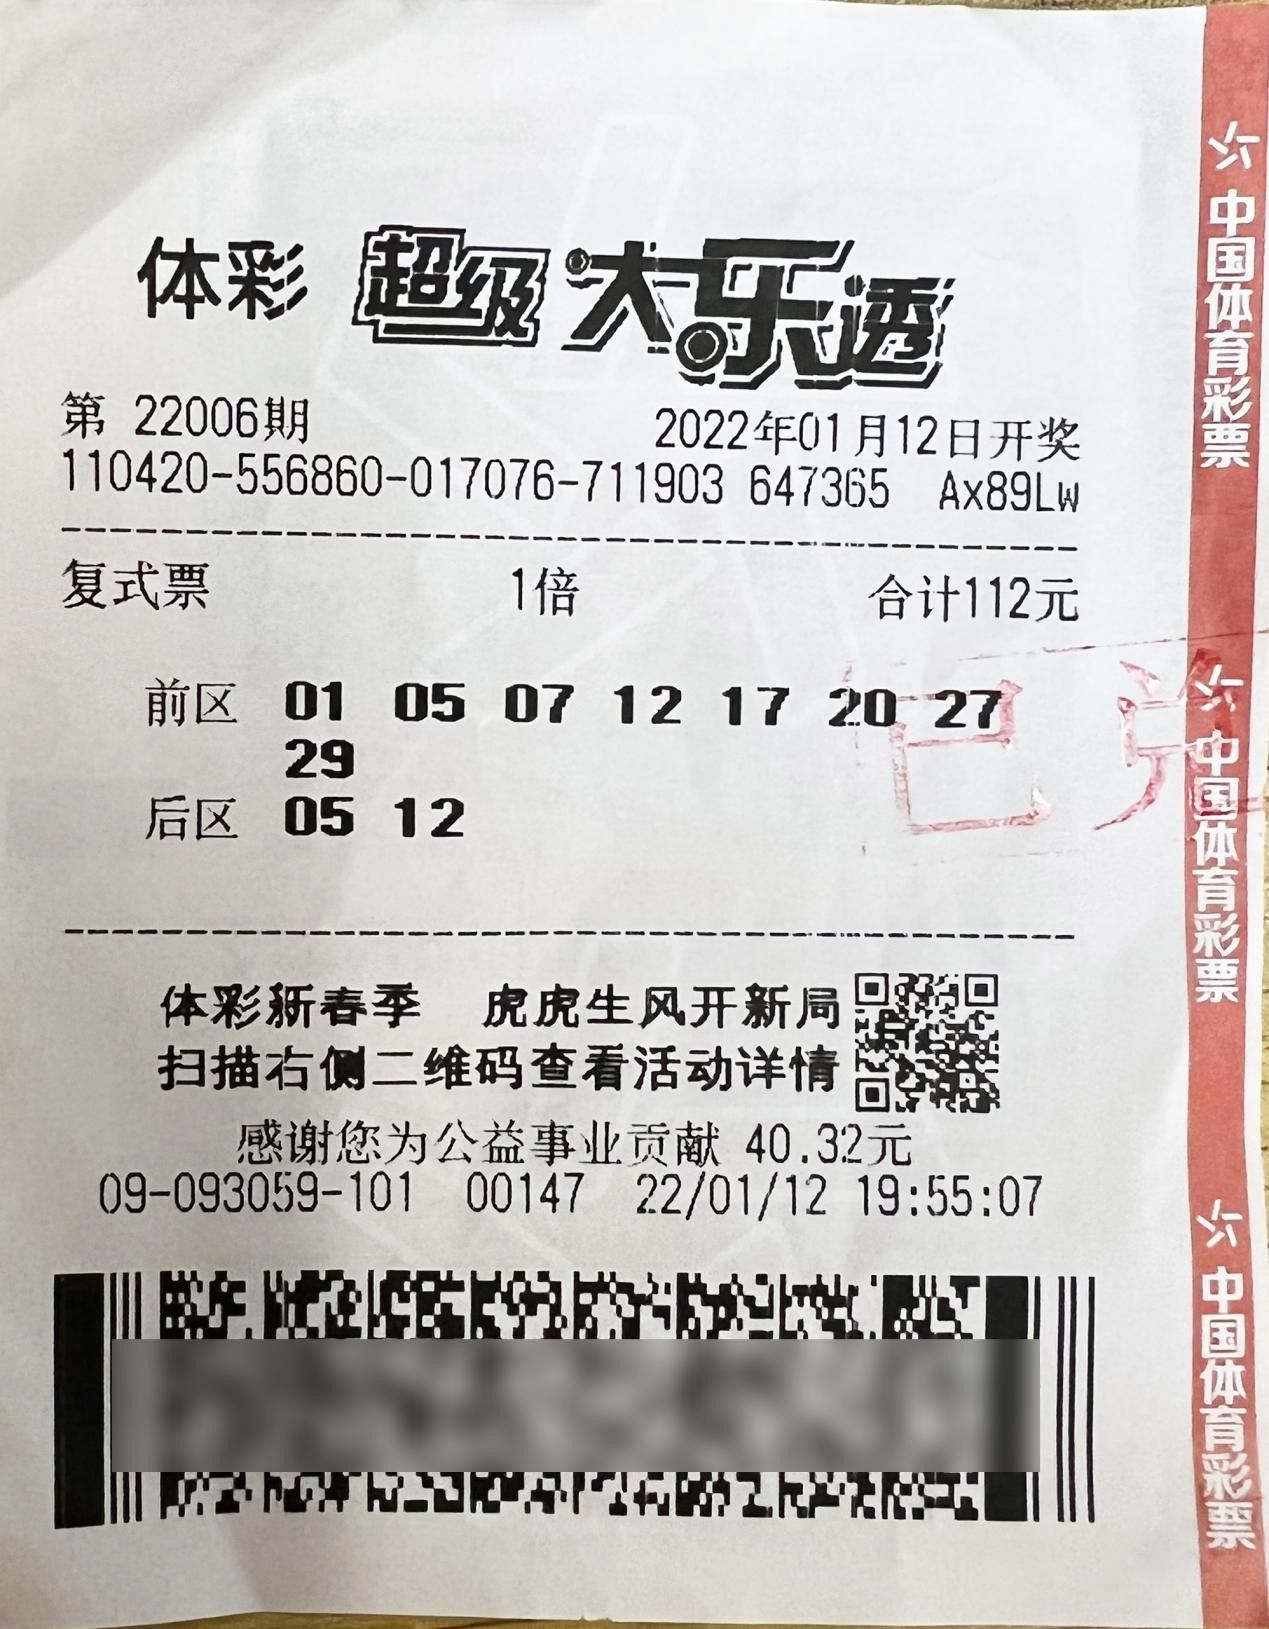 体彩 超级大乐透
第 22006期 2022年01月12日开奖
110420-556860-017076-711903 647365 Ax89Lw
复式票 1倍 合计112元
前区 01 05 07 12 17 20 27
29
后区 05 12
已
体彩新春季 虎虎生风开新局
扫描右侧二维码查看活动详情
感谢您为公益事业贡献 40.32元
09-093059-101 00147 22/01/12 19:55:07
中国体育彩票
中国体育彩票
中国体育彩票